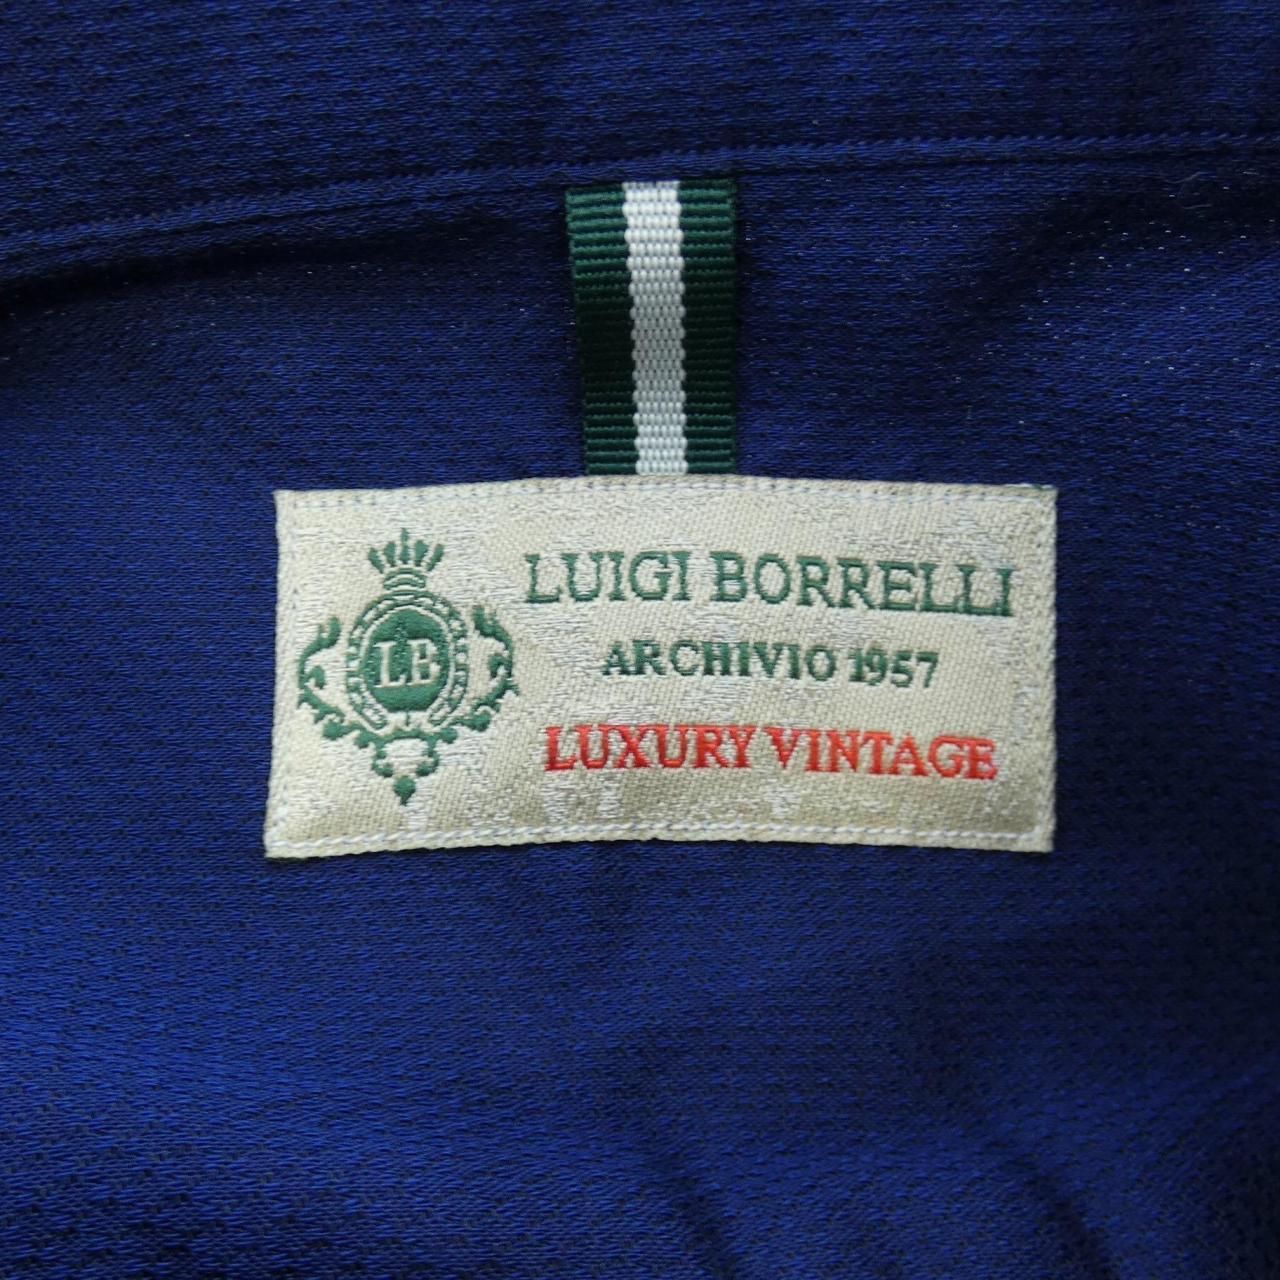 LB
LUIGI BORRELLI
ARCHIVIO 1957
LUXURY VINTAGE